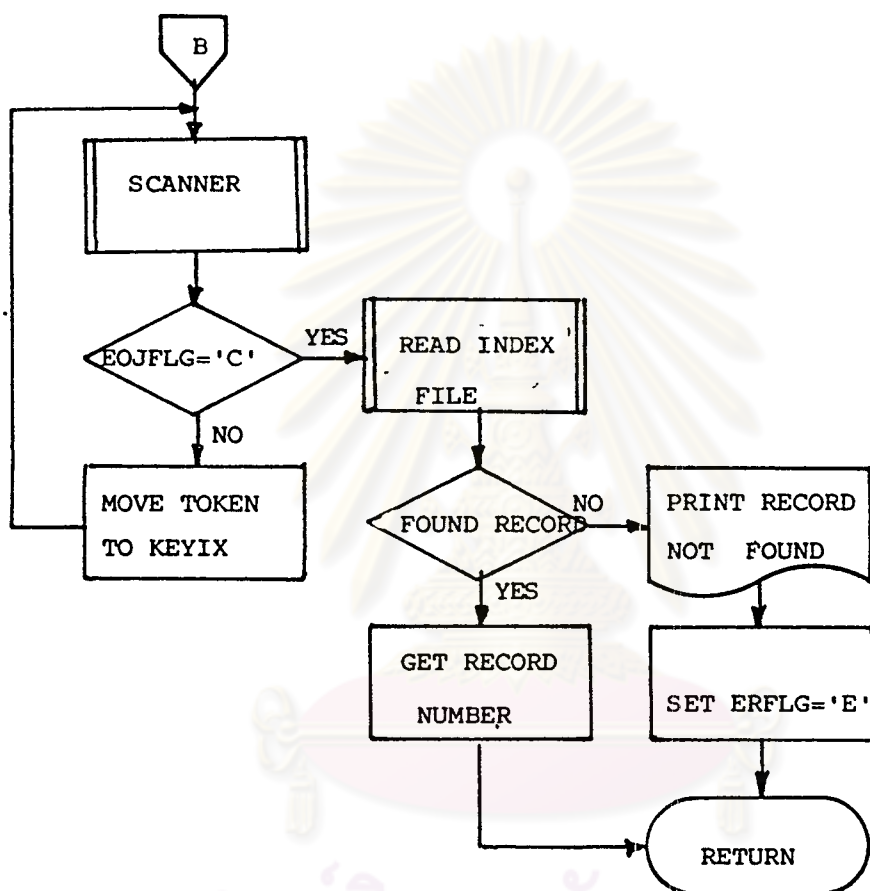 B
SCANNER
EOJFLG='C'
YES
READ INDEX
FILE
NO
MOVE TOKEN
TO KEYIX
FOUND RECORD
NO
PRINT RECORD
NOT FOUND
YES
GET RECORD
NUMBER
SET ERFLG='E'
RETURN